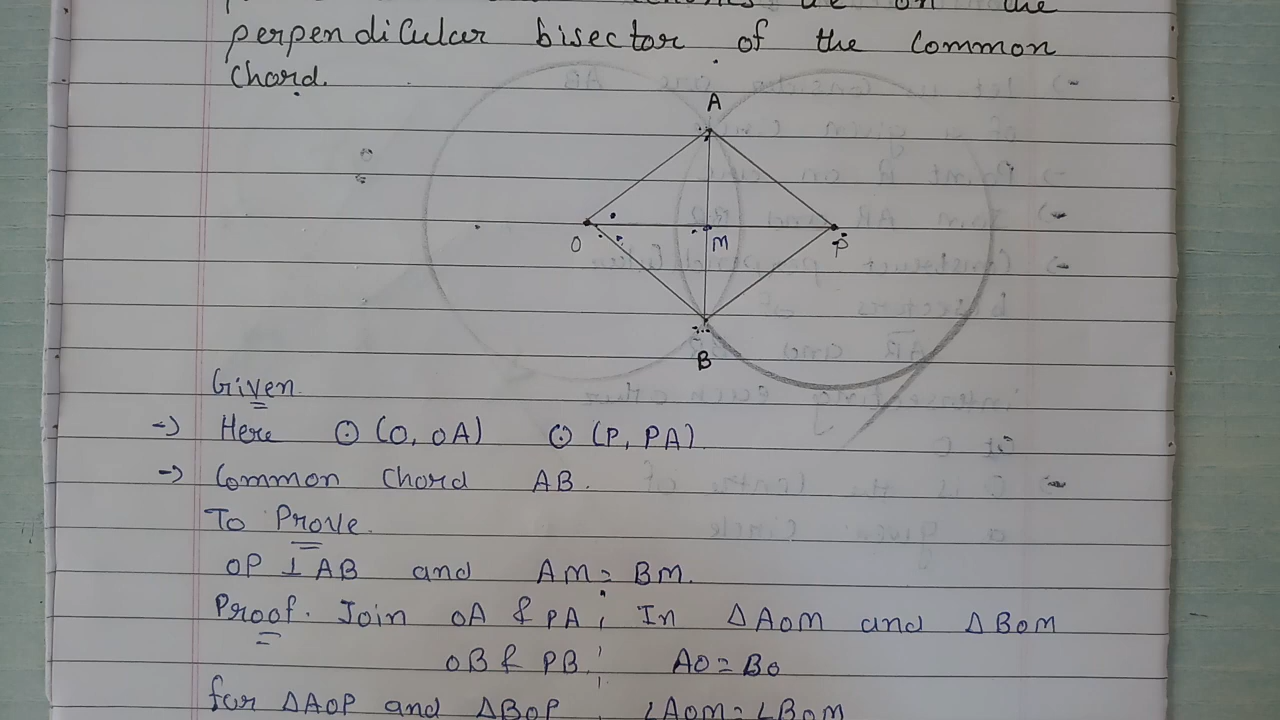 on the
perpendicular bisector of the common
chord.
A
O
M
P
B
Given
-) Here ⊙ (O, OA) ⊙ (P, PA)
-) Common Chord AB.
To Prove.
OP ⊥ AB and AM = BM.
Proof. Join OA & PA ; In ΔAOM and ΔBOM
OB & PB ; AO = BO
for ΔAOP and ΔBOP ; ∠AOM = ∠BOM